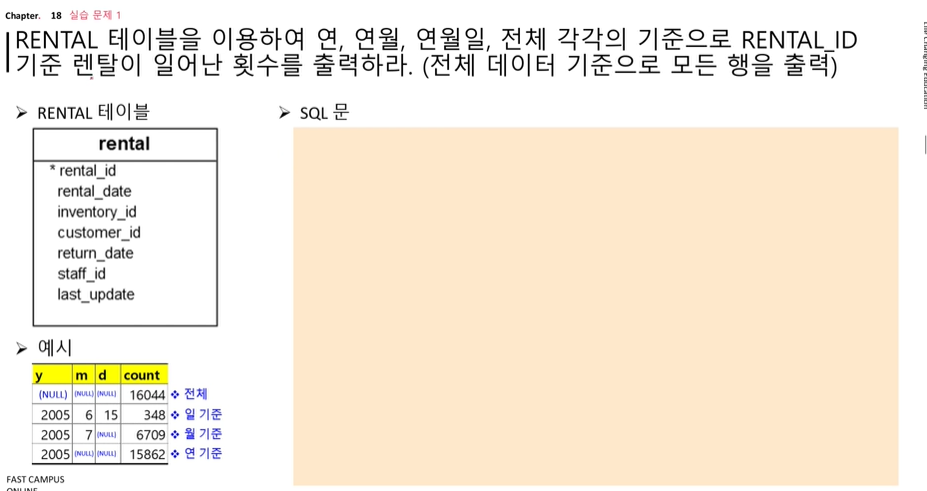 Chapter. 18 실습 문제 1
RENTAL 테이블을 이용하여 연, 연월, 연월일, 전체 각각의 기준으로 RENTAL_ID
기준 렌탈이 일어난 횟수를 출력하라. (전체 데이터 기준으로 모든 행을 출력)
➢ RENTAL 테이블
➢ SQL 문
rental
* rental_id
rental_date
inventory_id
customer_id
return_date
staff_id
last_update
➢ 예시
y m d count
(NULL) (NULL) (NULL) 16044 ❖ 전체
2005 6 15 348 ❖ 일 기준
2005 7 (NULL) 6709 ❖ 월 기준
2005 (NULL) (NULL) 15862 ❖ 연 기준
FAST CAMPUS
ONLINE